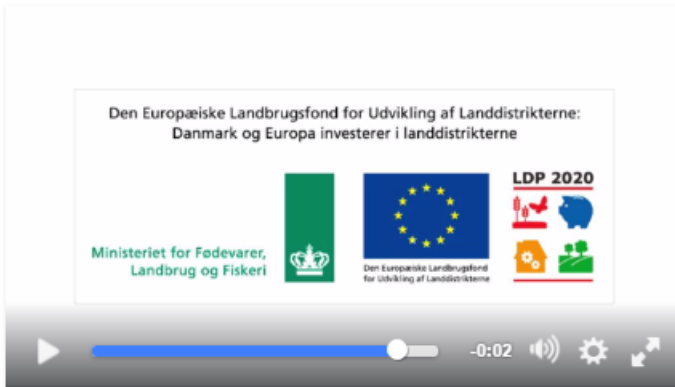 Den Europæiske Landbrugsfond for Udvikling af Landdistrikterne:
Danmark og Europa investerer i landdistrikterne
LDP 2020
Ministeriet for Fødevarer,
Landbrug og Fiskeri
Den Europæiske Landbrugsfond
for Udvikling af Landdistrikterne
-0:02